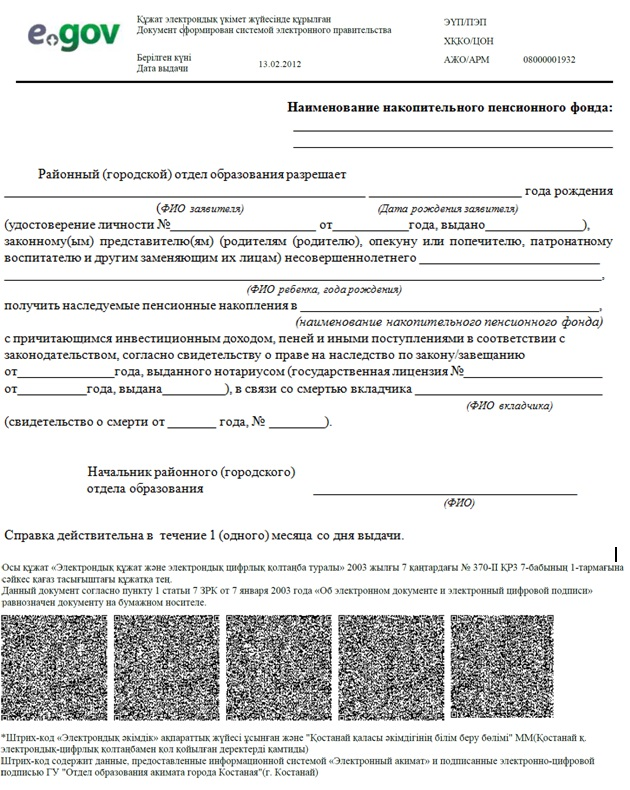 e.gov
Құжат электрондық үкімет жүйесінде құрылған
Документ сформирован системой электронного правительства
Берілген күні
Дата выдачи
13.02.2012
ЭҮП/ПЭП
ХҚКО/ЦОН
АЖО/АРМ 08000001932
Наименование накопительного пенсионного фонда:
Районный (городской) отдел образования разрешает
года рождения
(ФИО заявителя) (Дата рождения заявителя)
(удостоверение личности №____________________ от__________года, выдано_____________),
законному(ым) представителю(ям) (родителям (родителю), опекуну или попечителю, патронатному
воспитателю и другим заменяющим их лицам) несовершеннолетнего
,
(ФИО ребенка, года рождения)
получить наследуемые пенсионные накопления в ________________________________________,
(наименование накопительного пенсионного фонда)
с причитающимся инвестиционным доходом, пеней и иными поступлениями в соответствии с
законодательством, согласно свидетельству о праве на наследство по закону/завещанию
от_____________года, выданного нотариусом (государственная лицензия №__________________
от_________года, выдана________), в связи со смертью вкладчика
(ФИО вкладчика)
(свидетельство о смерти от _______ года, № ________).
Начальник районного (городского)
отдела образования
(ФИО)
Справка действительна в течение 1 (одного) месяца со дня выдачи.
Осы құжат «Электрондық құжат және электрондық цифрлық қолтаңба туралы» 2003 жылғы 7 қаңтардағы № 370-II ҚРЗ 7-бабының 1-тармағына
сәйкес қағаз тасығыштағы құжатқа тең.
Данный документ согласно пункту 1 статьи 7 ЗРК от 7 января 2003 года «Об электронном документе и электронный цифровой подписи»
равнозначен документу на бумажном носителе.
*Штрих-код «Электрондық әкімдік» ақпараттық жүйесі ұсынған және "Қостанай қаласы әкімдігінің білім беру бөлімі" ММ(Қостанай қ.
электрондық-цифрлық қолтаңбамен қол қойылған деректерді қамтиды)
Штрих-код содержит данные, предоставленные информационной системой «Электронный акимат» и подписанные электронно-цифровой
подписью ГУ "Отдел образования акимата города Костаная"(г. Костанай)